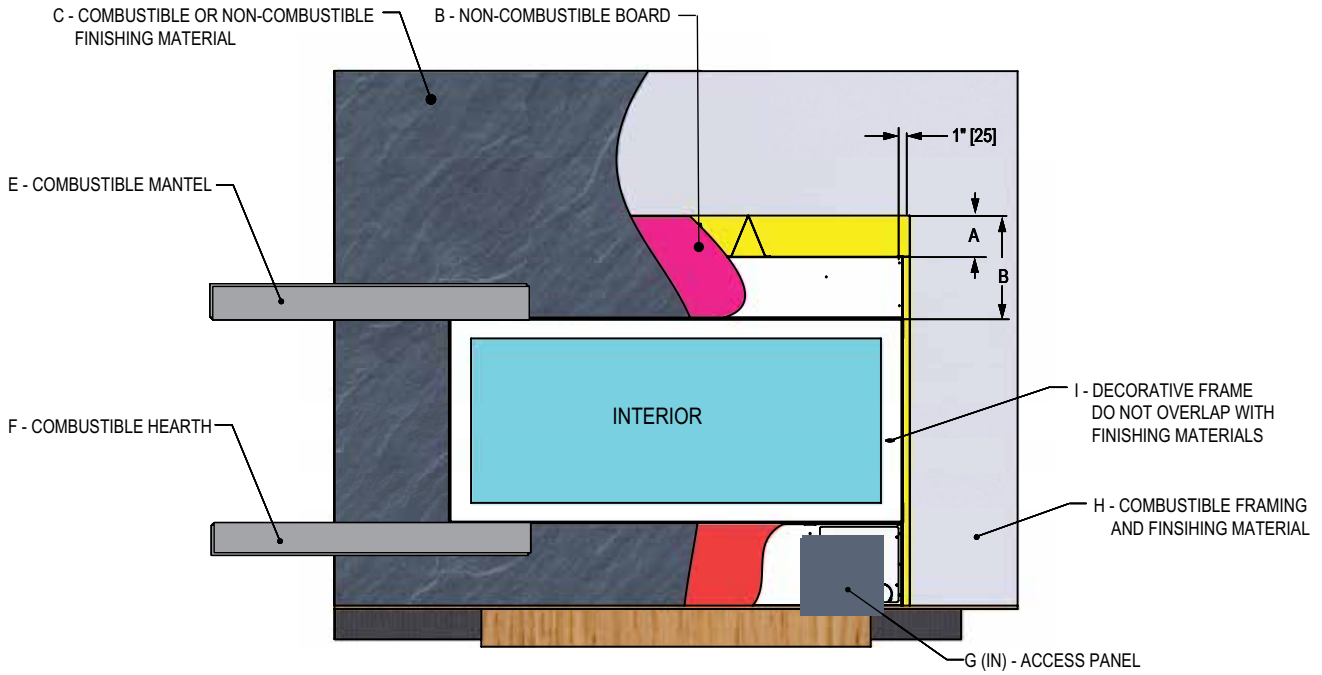 C - COMBUSTIBLE OR NON-COMBUSTIBLE
FINISHING MATERIAL
B - NON-COMBUSTIBLE BOARD
1" [25]
E - COMBUSTIBLE MANTEL
A
B
INTERIOR
I - DECORATIVE FRAME
DO NOT OVERLAP WITH
FINISHING MATERIALS
F - COMBUSTIBLE HEARTH
H - COMBUSTIBLE FRAMING
AND FINSIHING MATERIAL
G (IN) - ACCESS PANEL